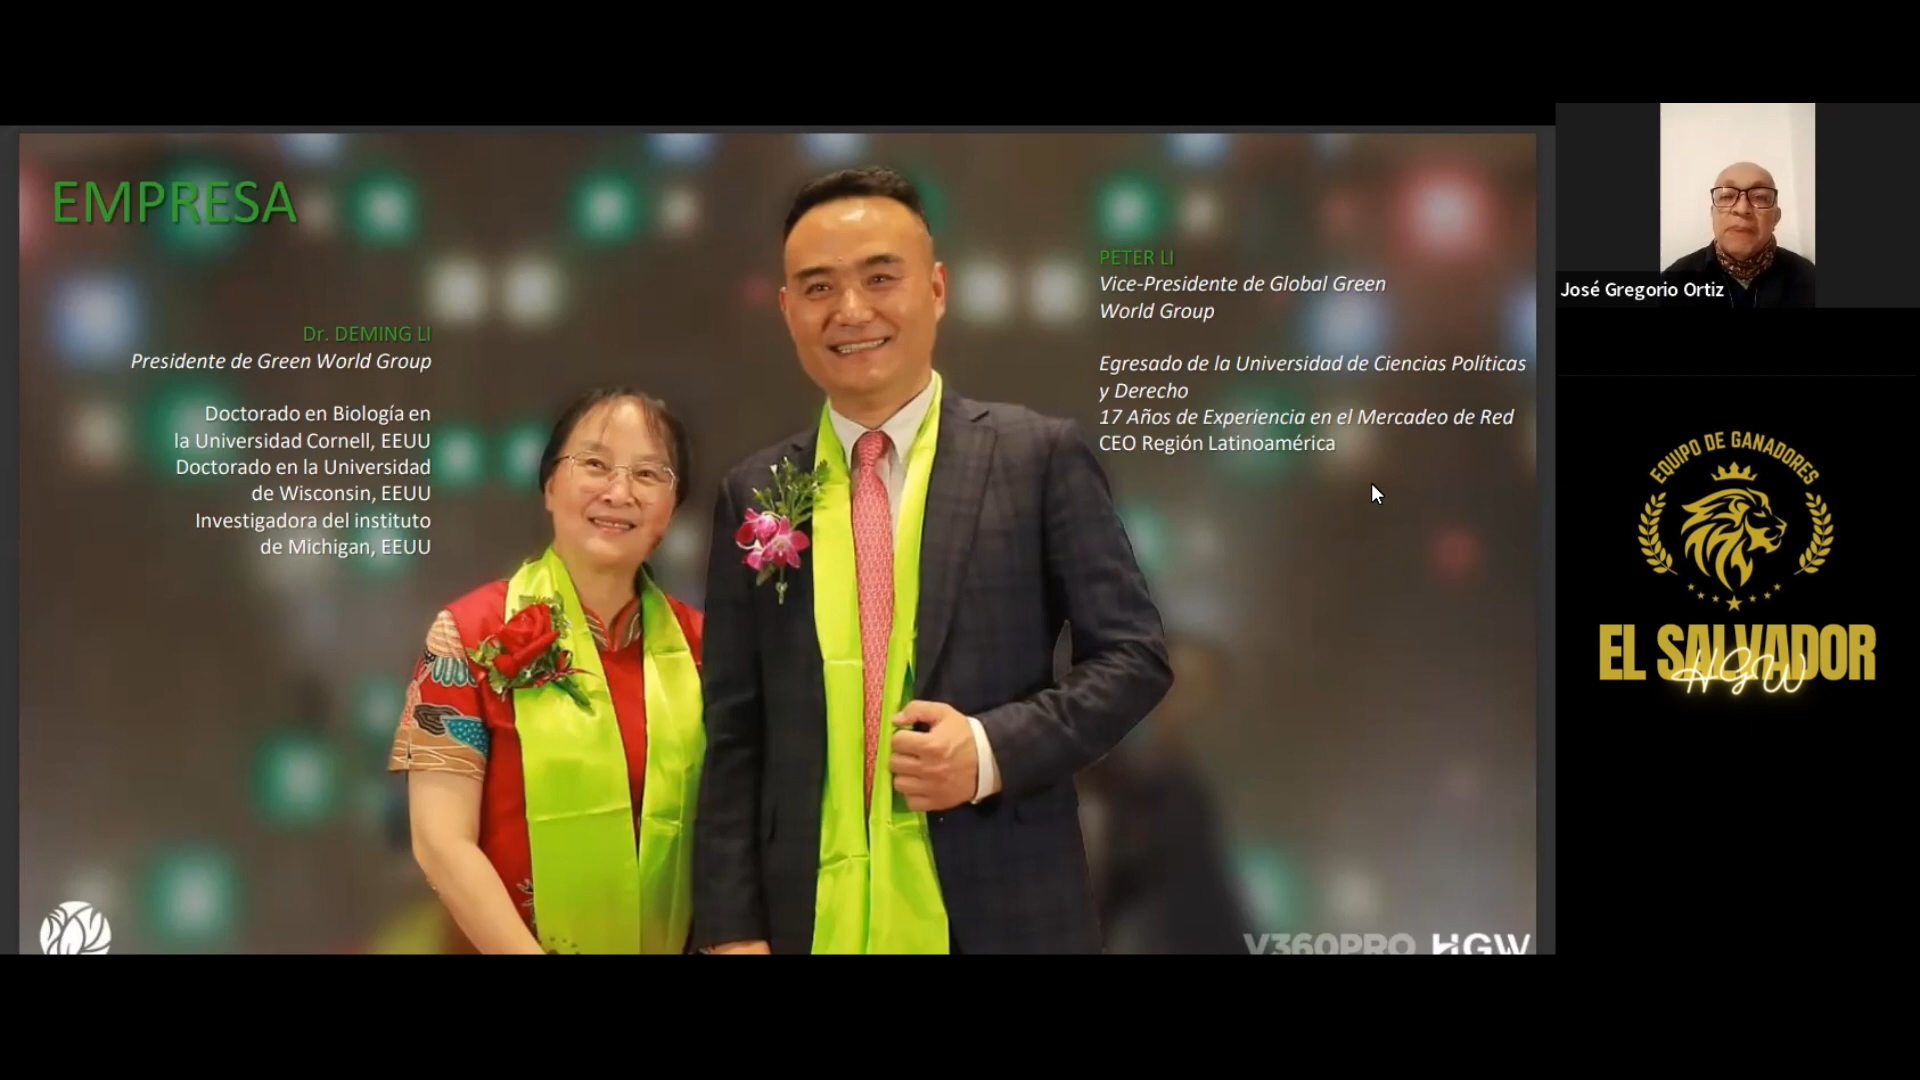 EMPRESA
Dr. DEMING LI
Presidente de Green World Group
Doctorado en Biología en
la Universidad Cornell, EEUU
Doctorado en la Universidad
de Wisconsin, EEUU
Investigadora del instituto
de Michigan, EEUU
PETER LI
Vice-Presidente de Global Green
World Group
Egresado de la Universidad de Ciencias Políticas
y Derecho
17 Años de Experiencia en el Mercadeo de Red
CEO Región Latinoamérica
V360PRO HGW
José Gregorio Ortiz
EQUIPO DE GANADORES
EL SALVADOR
HGW